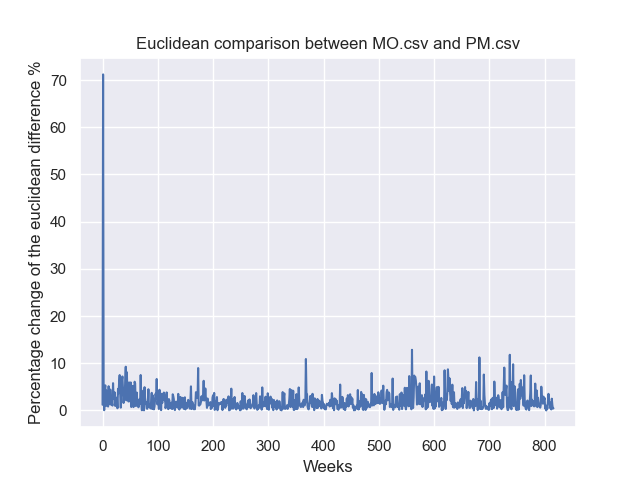 Euclidean comparison between MO.csv and PM.csv
Percentage change of the euclidean difference %
70
60
50
40
30
20
10
0
0 100 200 300 400 500 600 700 800
Weeks